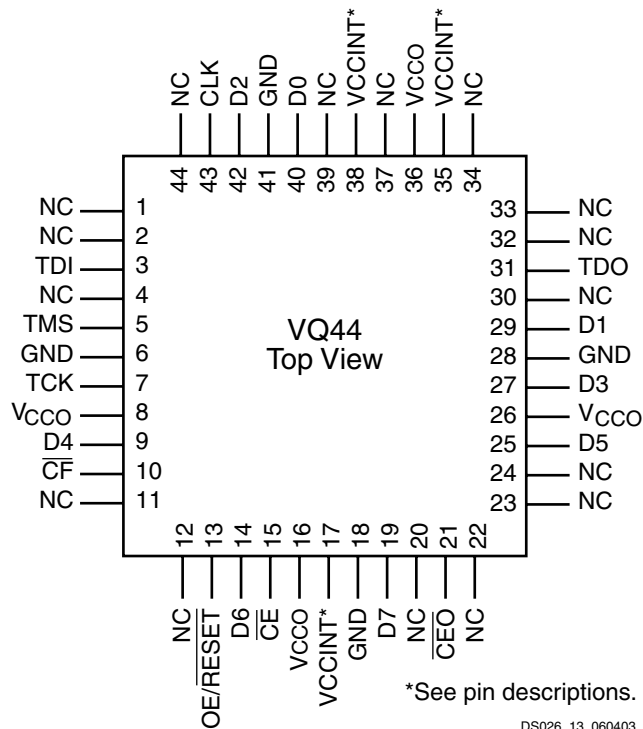 NC CLK D2 GND D0 NC VCCINT* NC VCCO VCCINT* NC
44 43 42 41 40 39 38 37 36 35 34
NC 1
NC 2
TDI 3
NC 4
TMS 5
GND 6
TCK 7
VCCO 8
D4 9
CF 10
NC 11
VQ44
Top View
33 NC
32 NC
31 TDO
30 NC
29 D1
28 GND
27 D3
26 VCCO
25 D5
24 NC
23 NC
12 13 14 15 16 17 18 19 20 21 22
NC OE/RESET D6 CE VCCO VCCINT* GND D7 NC CEO NC
*See pin descriptions.
DS026_13_060403